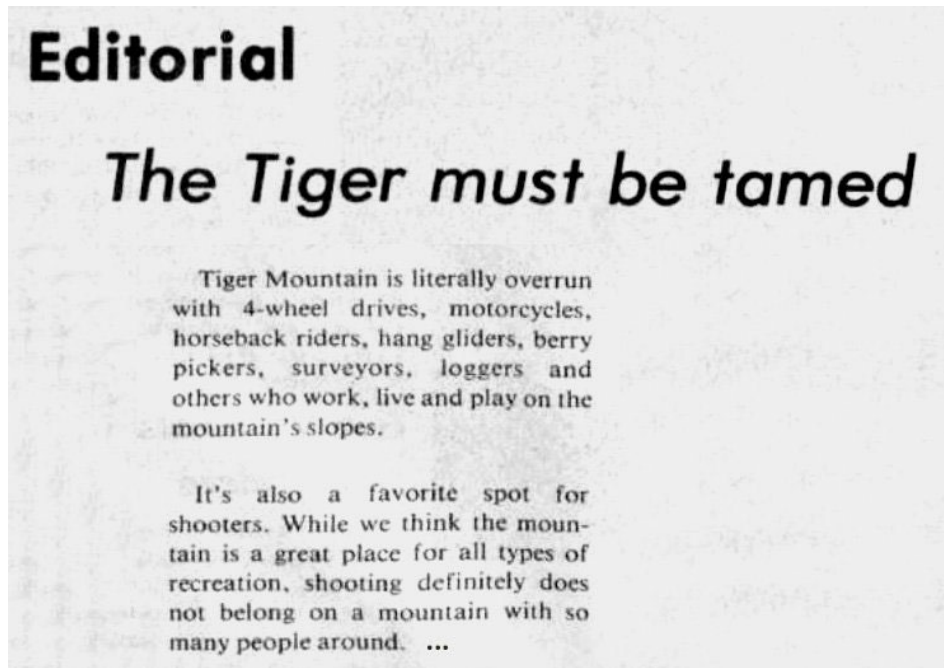 Editorial
The Tiger must be tamed
Tiger Mountain is literally overrun
with 4-wheel drives, motorcycles,
horseback riders, hang gliders, berry
pickers, surveyors, loggers and
others who work, live and play on the
mountain's slopes.
It's also a favorite spot for
shooters. While we think the moun-
tain is a great place for all types of
recreation, shooting definitely does
not belong on a mountain with so
many people around. ...